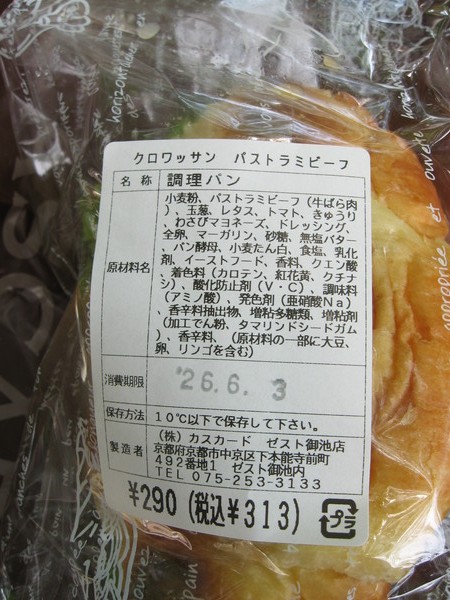 クロワッサン パストラミビーフ
名称 調理パン
原材料名 小麦粉、パストラミビーフ(牛ばら肉
)、玉葱、レタス、トマト、きゅうり
、わさびマヨネーズ、ドレッシング、
全卵、マーガリン、砂糖、無塩バター
、パン酵母、小麦たん白、食塩、乳化
剤、イーストフード、香料、クエン酸
、着色料(カロテン、紅花黄、クチナ
シ)、酸化防止剤(V・C)、調味料
(アミノ酸)、発色剤(亜硝酸Na)
、香辛料抽出物、増粘多糖類、増粘剤
(加工でん粉、タマリンドシードガム
)、香辛料、(原材料の一部に大豆、
卵、リンゴを含む)
消費期限 '26.6.3
保存方法 10℃以下で保存して下さい。
製造者 (株)カスカード ゼスト御池店
京都府京都市中京区下本能寺前町
492番地1 ゼスト御池内
TEL 075-253-3133
¥290(税込¥313)
プラ
horizon
et ouverte
appropriée et ouverte
ouvert
pain